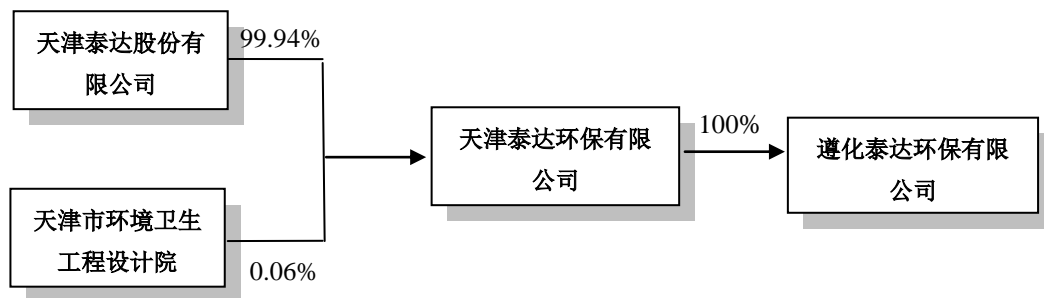 天津泰达股份有
限公司
99.94%
天津市环境卫生
工程设计院
0.06%
天津泰达环保有限
公司
100%
遵化泰达环保有限
公司